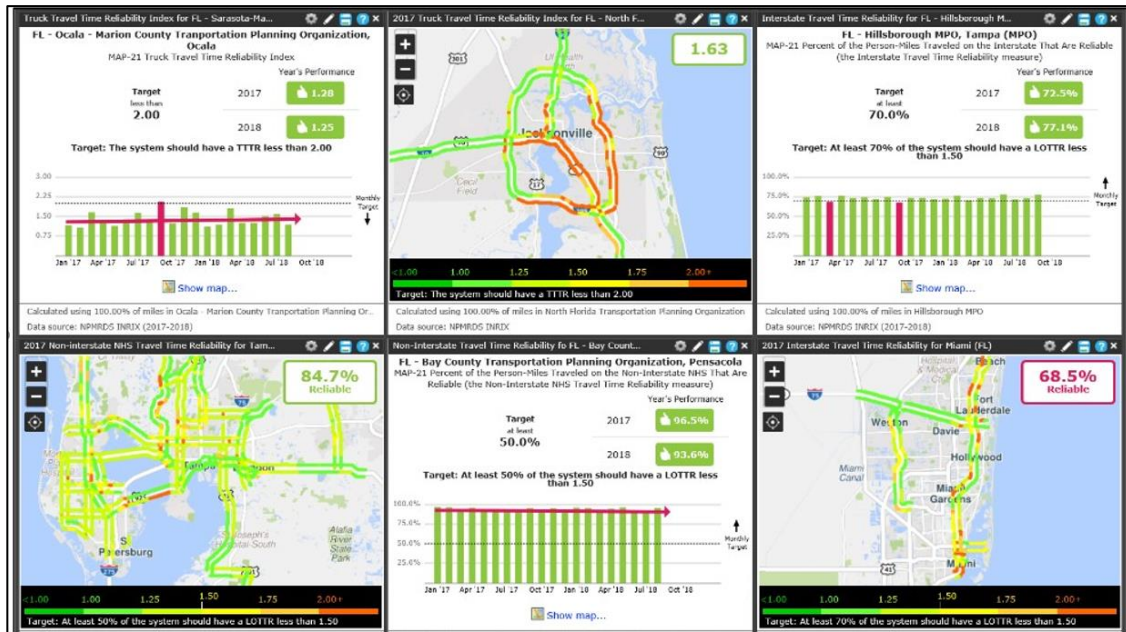 Truck Travel Time Reliability Index for FL - Sarasota-Ma...
FL - Ocala - Marion County Tranportation Planning Organization,
Ocala
MAP-21 Truck Travel Time Reliability Index
Year's Performance
Target
less than
2.00
2017
1.28
2018
1.25
Target: The system should have a TTTR less than 2.00
3.00
2.25
1.50
0.75
Monthly
Target
Jan '17
Apr '17
Jul '17
Oct '17
Jan '18
Apr '18
Jul '18
Oct '18
Show map...
Calculated using 100.00% of miles in Ocala - Marion County Tranportation Planning Or...
Data source: NPMRDS INRIX (2017-2018)
2017 Truck Travel Time Reliability Index for FL - North F...
1.63
301
Jacksonville
Cecil
Field
90
17
<1.00
1.00
1.25
1.50
1.75
2.00+
Target: The system should have a TTTR less than 2.00
Calculated using 100.00% of miles in North Florida Transportation Planning Organization
Data source: NPMRDS INRIX
Interstate Travel Time Reliability for FL - Hillsborough M...
FL - Hillsborough MPO, Tampa (MPO)
MAP-21 Percent of the Person-Miles Traveled on the Interstate That Are Reliable
(the Interstate Travel Time Reliability measure)
Year's Performance
Target
at least
70.0%
2017
72.5%
2018
77.1%
Target: At least 70% of the system should have a LOTTR less
than 1.50
100.0%
75.0%
50.0%
25.0%
Monthly
Target
Jan '17
Apr '17
Jul '17
Oct '17
Jan '18
Apr '18
Jul '18
Oct '18
Show map...
Calculated using 100.00% of miles in Hillsborough MPO
Data source: NPMRDS INRIX (2017-2018)
2017 Non-interstate NHS Travel Time Reliability for Tam...
84.7%
Reliable
75
Tampa
Brandon
St Joseph's
Hospital-South
S
Petersburg
275
Alafia
River
State
Park
<1.00
1.00
1.25
1.50
1.75
2.00+
Target: At least 50% of the system should have a LOTTR less than 1.50
Non-Interstate Travel Time Reliability fo FL - Bay Count...
FL - Bay County Transportation Planning Organization, Pensacola
MAP-21 Percent of the Person-Miles Traveled on the Non-Interstate NHS That Are
Reliable (the Non-Interstate NHS Travel Time Reliability measure)
Year's Performance
Target
at least
50.0%
2017
96.5%
2018
93.6%
Target: At least 50% of the system should have a LOTTR less
than 1.50
100.0%
75.0%
50.0%
25.0%
Monthly
Target
Jan '17
Apr '17
Jul '17
Oct '17
Jan '18
Apr '18
Jul '18
Oct '18
Show map...
2017 Interstate Travel Time Reliability for Miami (FL)
68.5%
Reliable
75
Beach
Fort
Lauderdale
Weston
Davie
Hollywood
Miami
Canal
Miami
Gardens
41
Miami
<1.00
1.00
1.25
1.50
1.75
2.00+
Target: At least 70% of the system should have a LOTTR less than 1.50